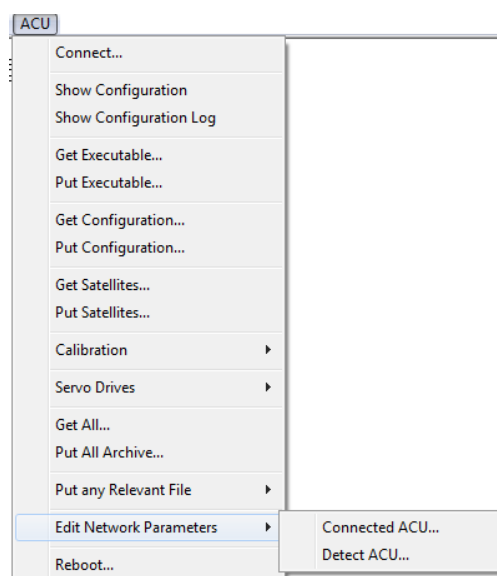 ACU
Connect...
Show Configuration
Show Configuration Log
Get Executable...
Put Executable...
Get Configuration...
Put Configuration...
Get Satellites...
Put Satellites...
Calibration
Servo Drives
Get All...
Put All Archive...
Put any Relevant File
Edit Network Parameters
Connected ACU...
Detect ACU...
Reboot...